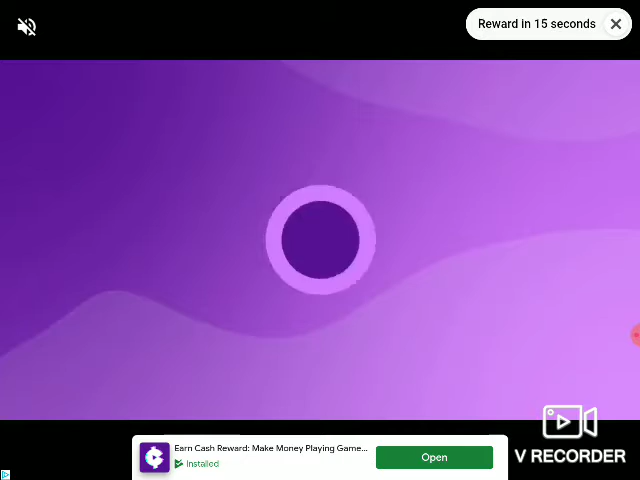 Reward in 15 seconds
Earn Cash Reward: Make Money Playing Game...
Installed
Open
V RECORDER